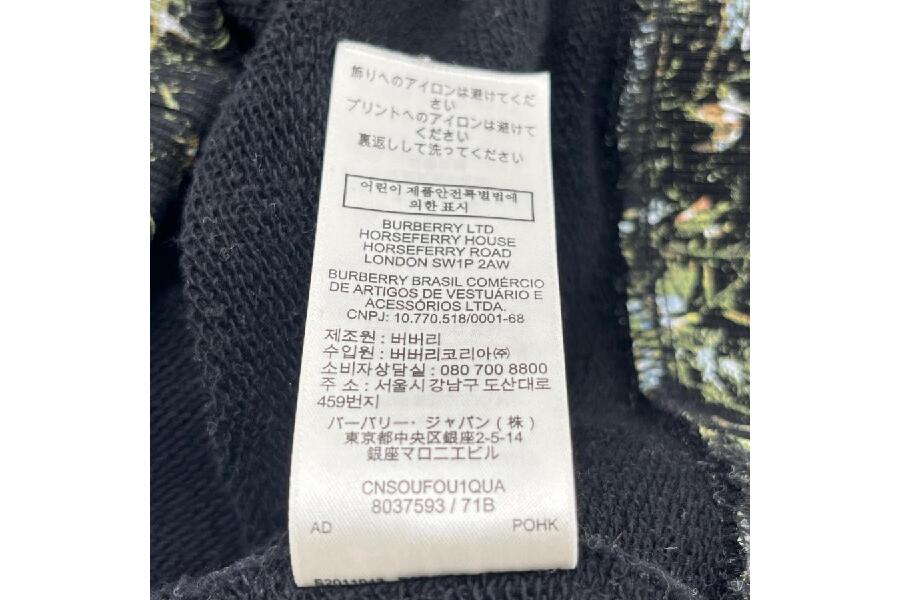 飾りへのアイロンは避けてくだ
さい
プリントへのアイロンは避けて
ください
裏返しして洗ってください
어린이 제품안전특별법에
의한 표시
BURBERRY LTD
HORSEFERRY HOUSE
HORSEFERRY ROAD
LONDON SW1P 2AW
BURBERRY BRASIL COMÉRCIO
DE ARTIGOS DE VESTUÁRIO E
ACESSÓRIOS LTDA.
CNPJ: 10.770.518/0001-68
제조원 : 버버리
수입원 : 버버리코리아㈜
소비자상담실 : 080 700 8800
주 소 : 서울시 강남구 도산대로
459번지
バーバリー・ジャパン(株)
東京都中央区銀座2-5-14
銀座マロニエビル
CNSOUFOU1QUA
8037593 / 71B
AD POHK